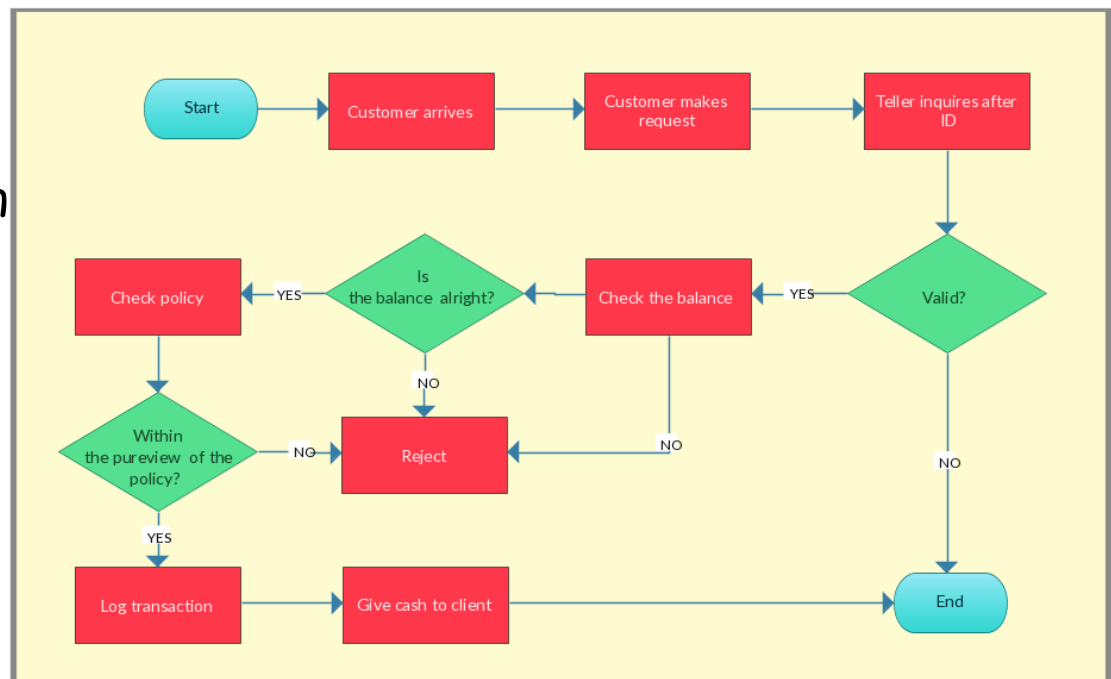 Start
Customer arrives
Customer makes
request
Teller inquires after
ID
n
Check policy
YES
Is
the balance alright?
Check the balance
YES
Valid?
NO
Within
the pureview of the
policy?
NO
Reject
NO
NO
YES
Log transaction
Give cash to client
End